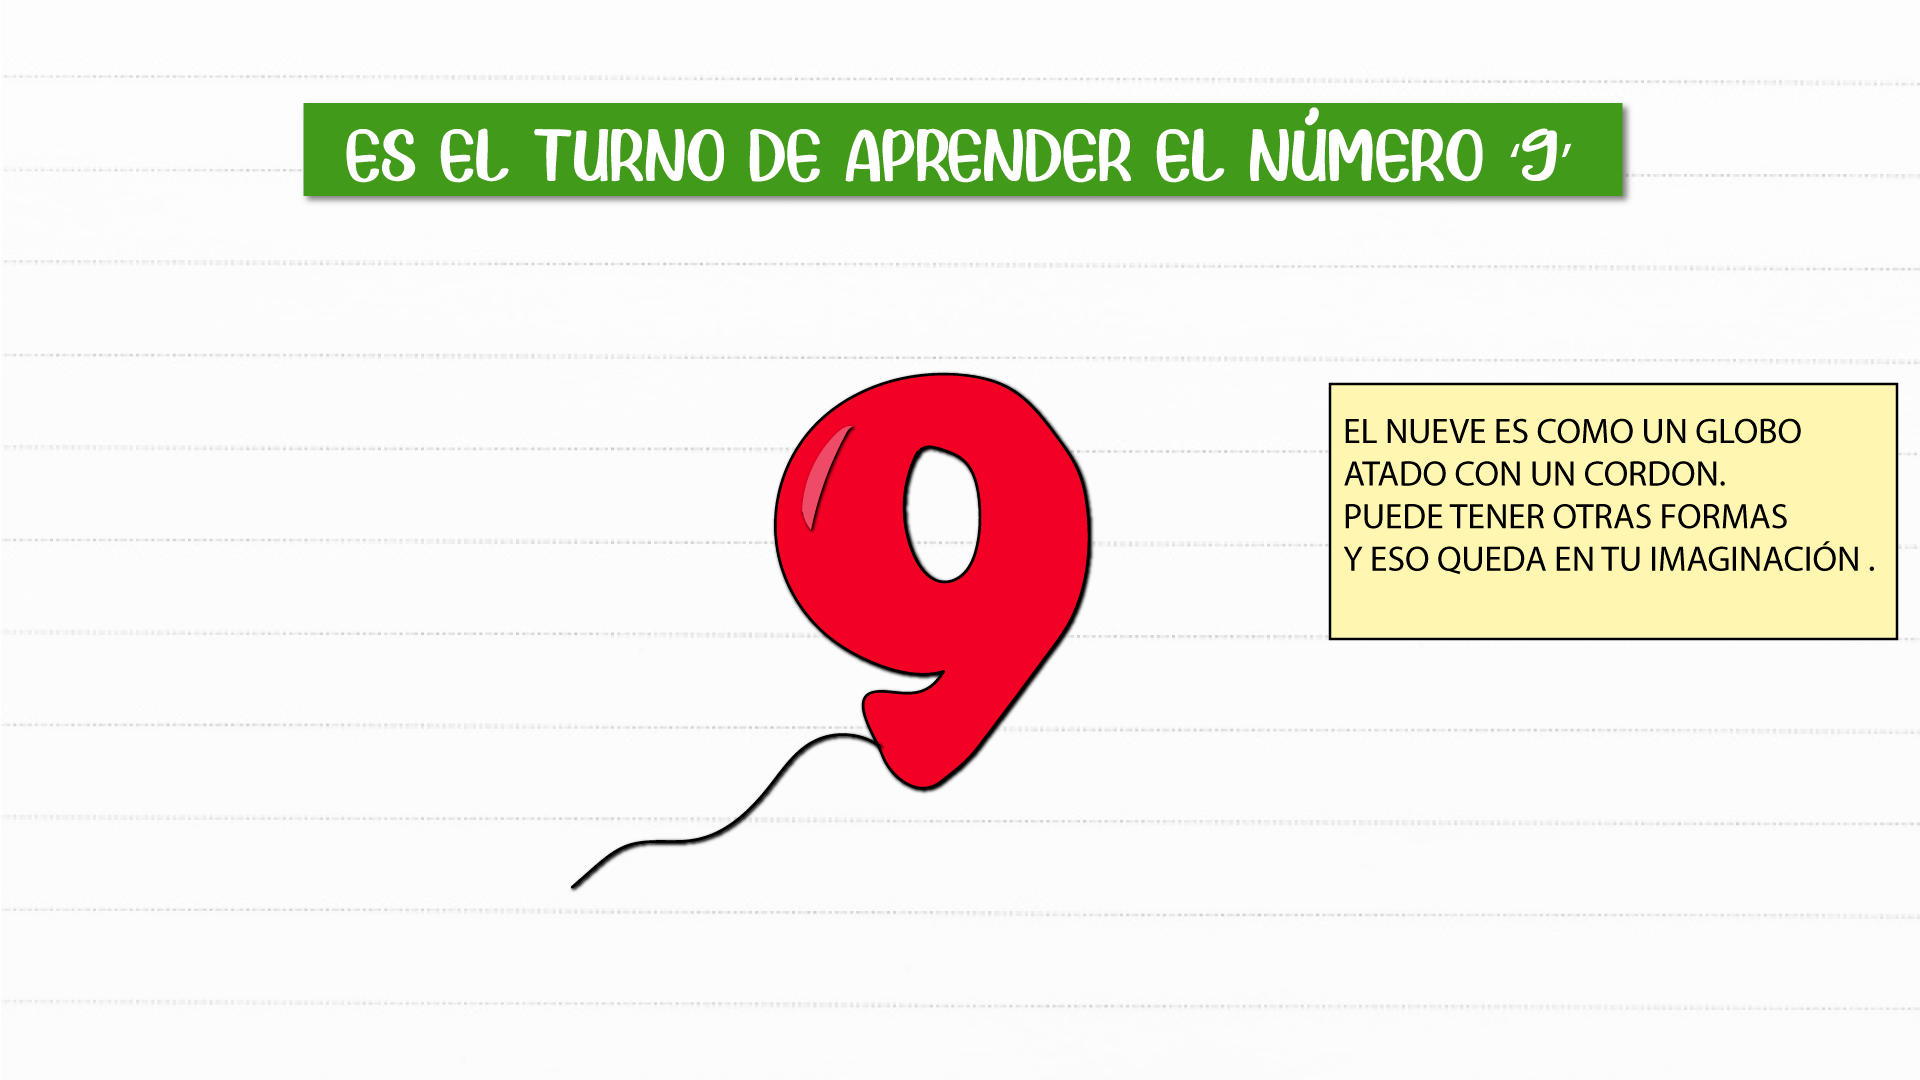 ES EL TURNO DE APRENDER EL NÚMERO ‘9’
9
EL NUEVE ES COMO UN GLOBO
ATADO CON UN CORDON.
PUEDE TENER OTRAS FORMAS
Y ESO QUEDA EN TU IMAGINACIÓN .